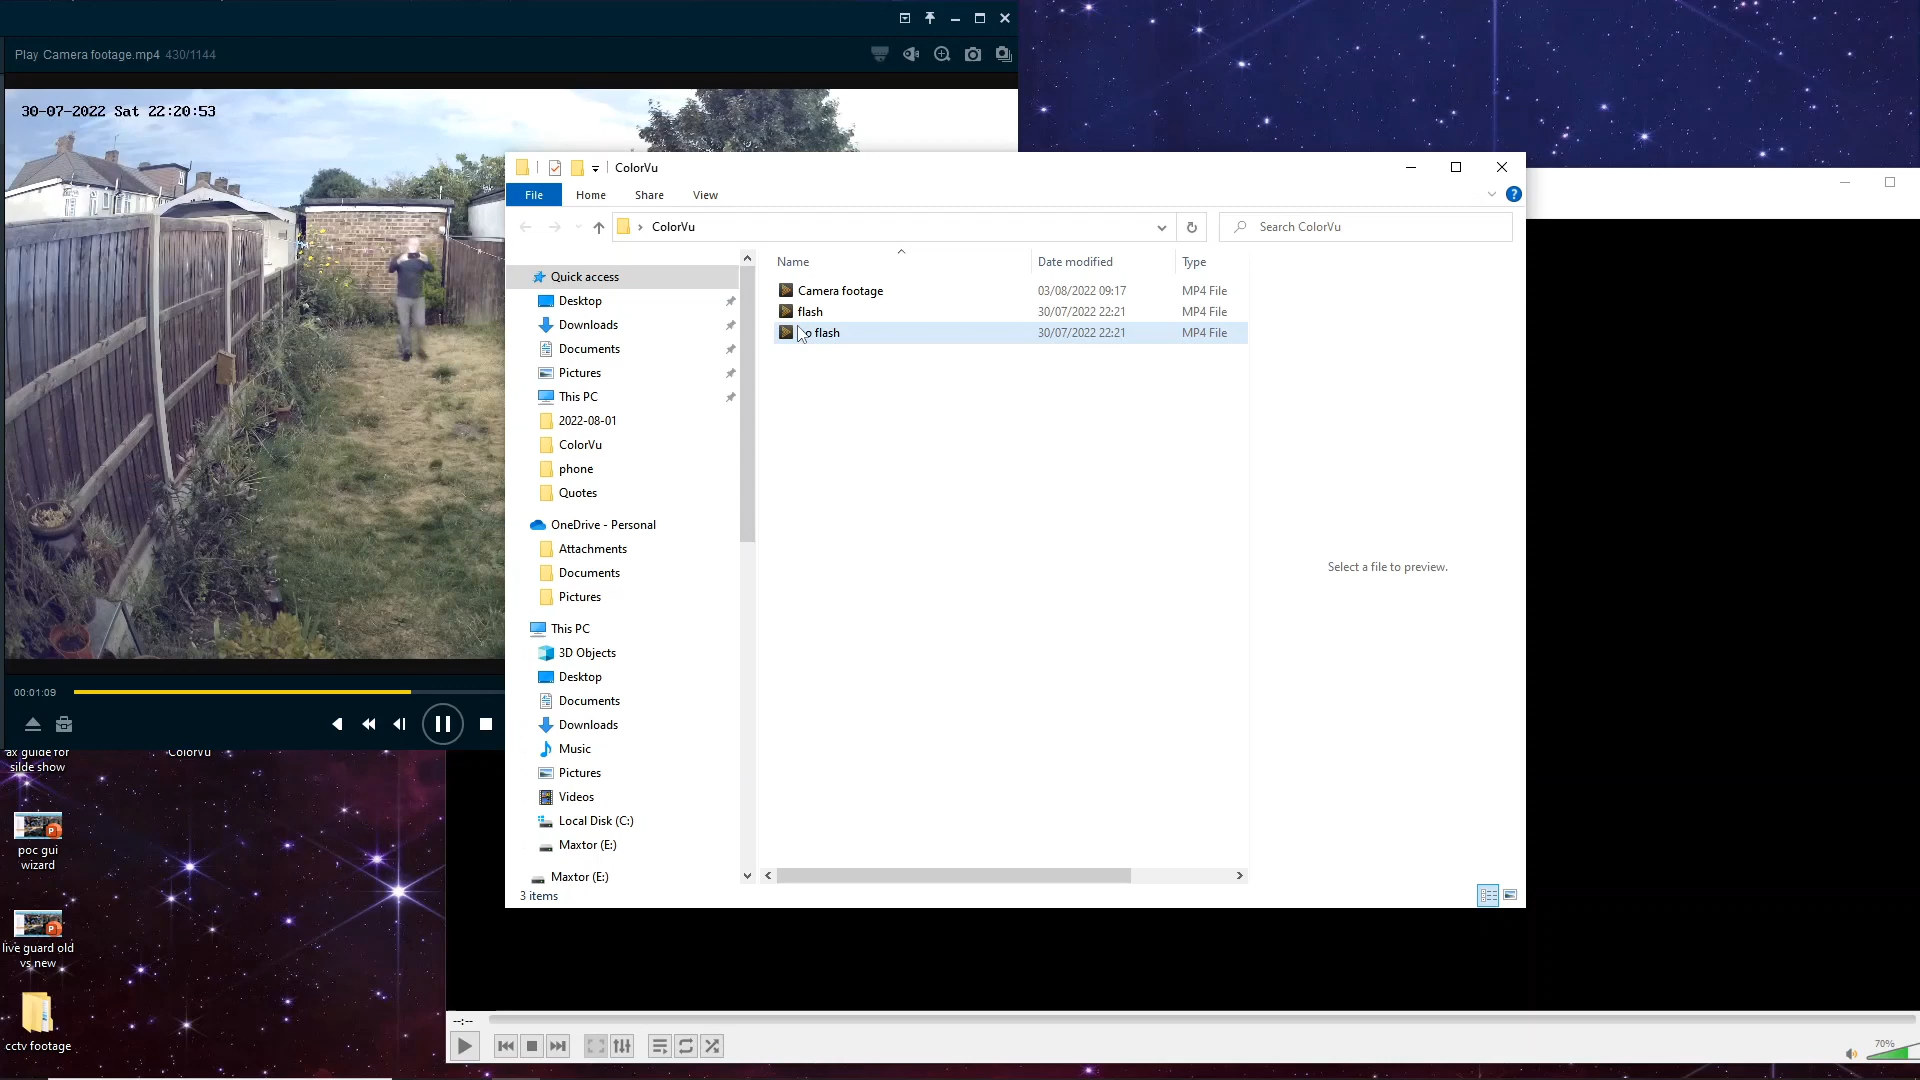 Play Camera footage.mp4 430/1144
30-07-2022 Sat 22:20:53
ColorVu
File Home Share View
ColorVu
Search ColorVu
Name Date modified Type
Camera footage 03/08/2022 09:17 MP4 File
flash 30/07/2022 22:21 MP4 File
o flash 30/07/2022 22:21 MP4 File
Quick access
Desktop
Downloads
Documents
Pictures
This PC
2022-08-01
ColorVu
phone
Quotes
OneDrive - Personal
Attachments
Documents
Pictures
This PC
3D Objects
Desktop
Documents
Downloads
Music
Pictures
Videos
Local Disk (C:)
Maxtor (E:)
Maxtor (E:)
3 items
Select a file to preview.
00:01:09
ax guide for
silde show
ColorVu
poc gui
wizard
live guard old
vs new
cctv footage
--:--
70%